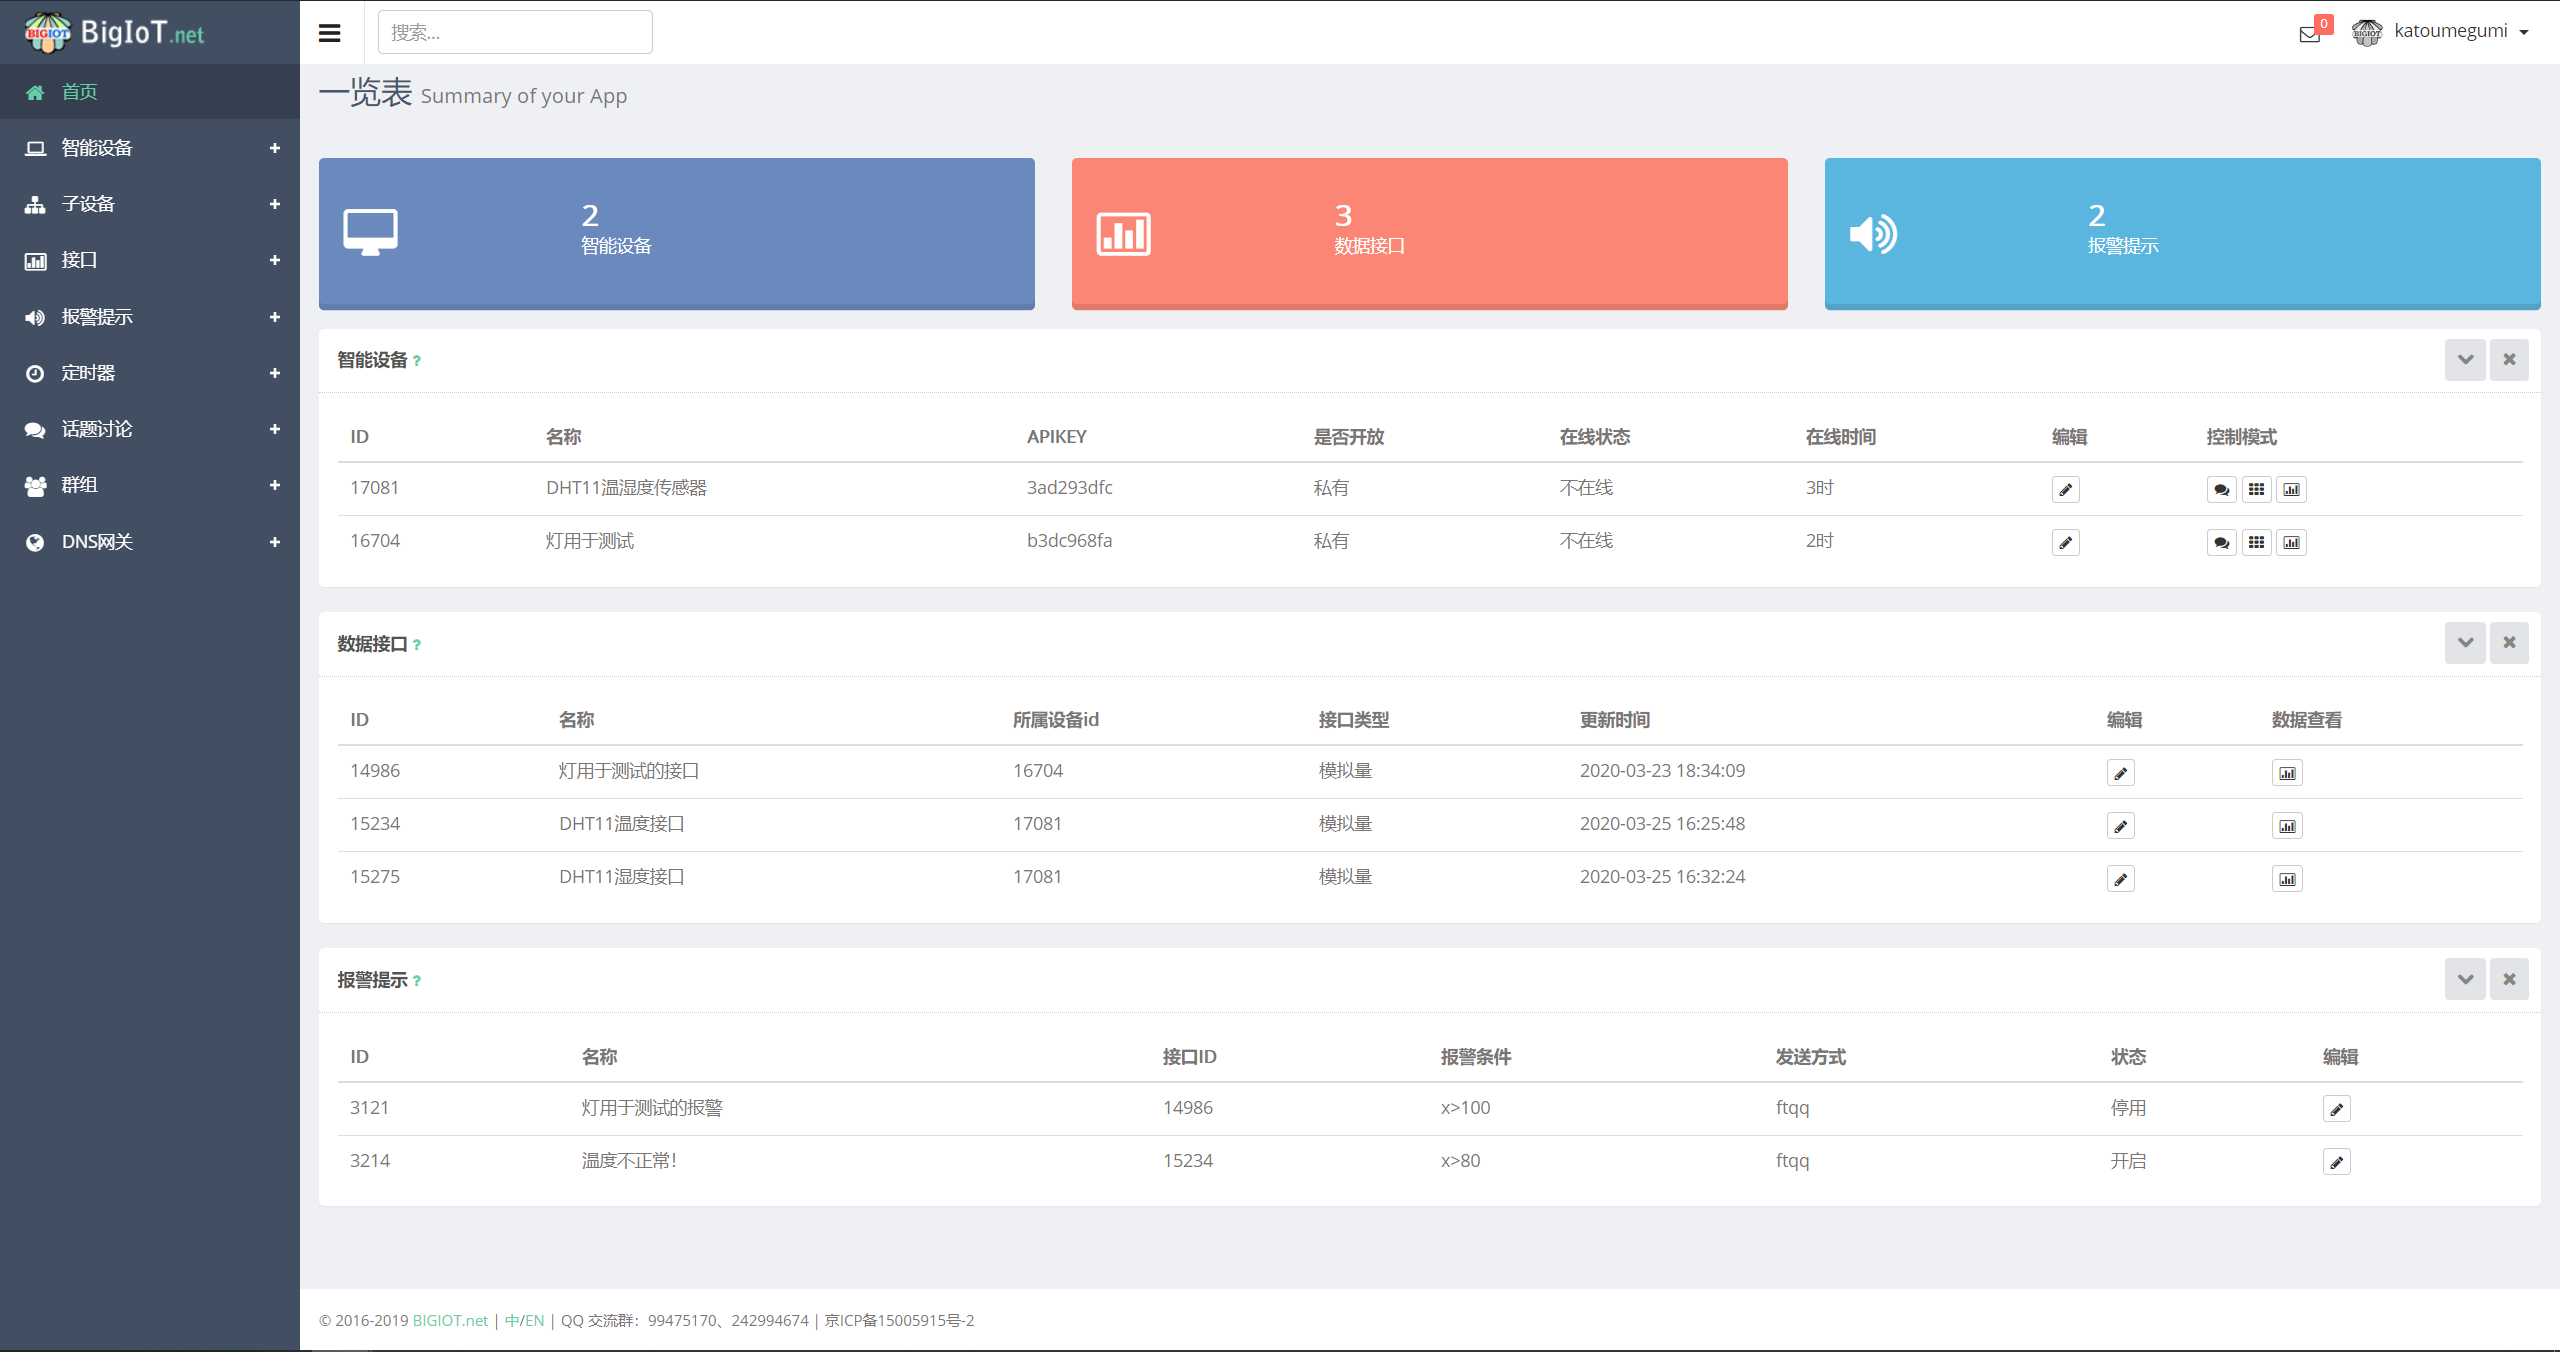 BIGIOT BigIoT.net
搜索...
0
BIGIOT
katoumegumi
首页
智能设备
子设备
接口
报警提示
定时器
话题讨论
群组
DNS网关
一览表 Summary of your App
2
智能设备
3
数据接口
2
报警提示
智能设备 ?
ID 名称 APIKEY 是否开放 在线状态 在线时间 编辑 控制模式
17081 DHT11温湿度传感器 3ad293dfc 私有 不在线 3时
16704 灯用于测试 b3dc968fa 私有 不在线 2时
数据接口 ?
ID 名称 所属设备id 接口类型 更新时间 编辑 数据查看
14986 灯用于测试的接口 16704 模拟量 2020-03-23 18:34:09
15234 DHT11温度接口 17081 模拟量 2020-03-25 16:25:48
15275 DHT11湿度接口 17081 模拟量 2020-03-25 16:32:24
报警提示 ?
ID 名称 接口ID 报警条件 发送方式 状态 编辑
3121 灯用于测试的报警 14986 x>100 ftqq 停用
3214 温度不正常! 15234 x>80 ftqq 开启
© 2016-2019 BIGIOT.net | 中/EN | QQ 交流群：99475170、242994674 | 京ICP备15005915号-2